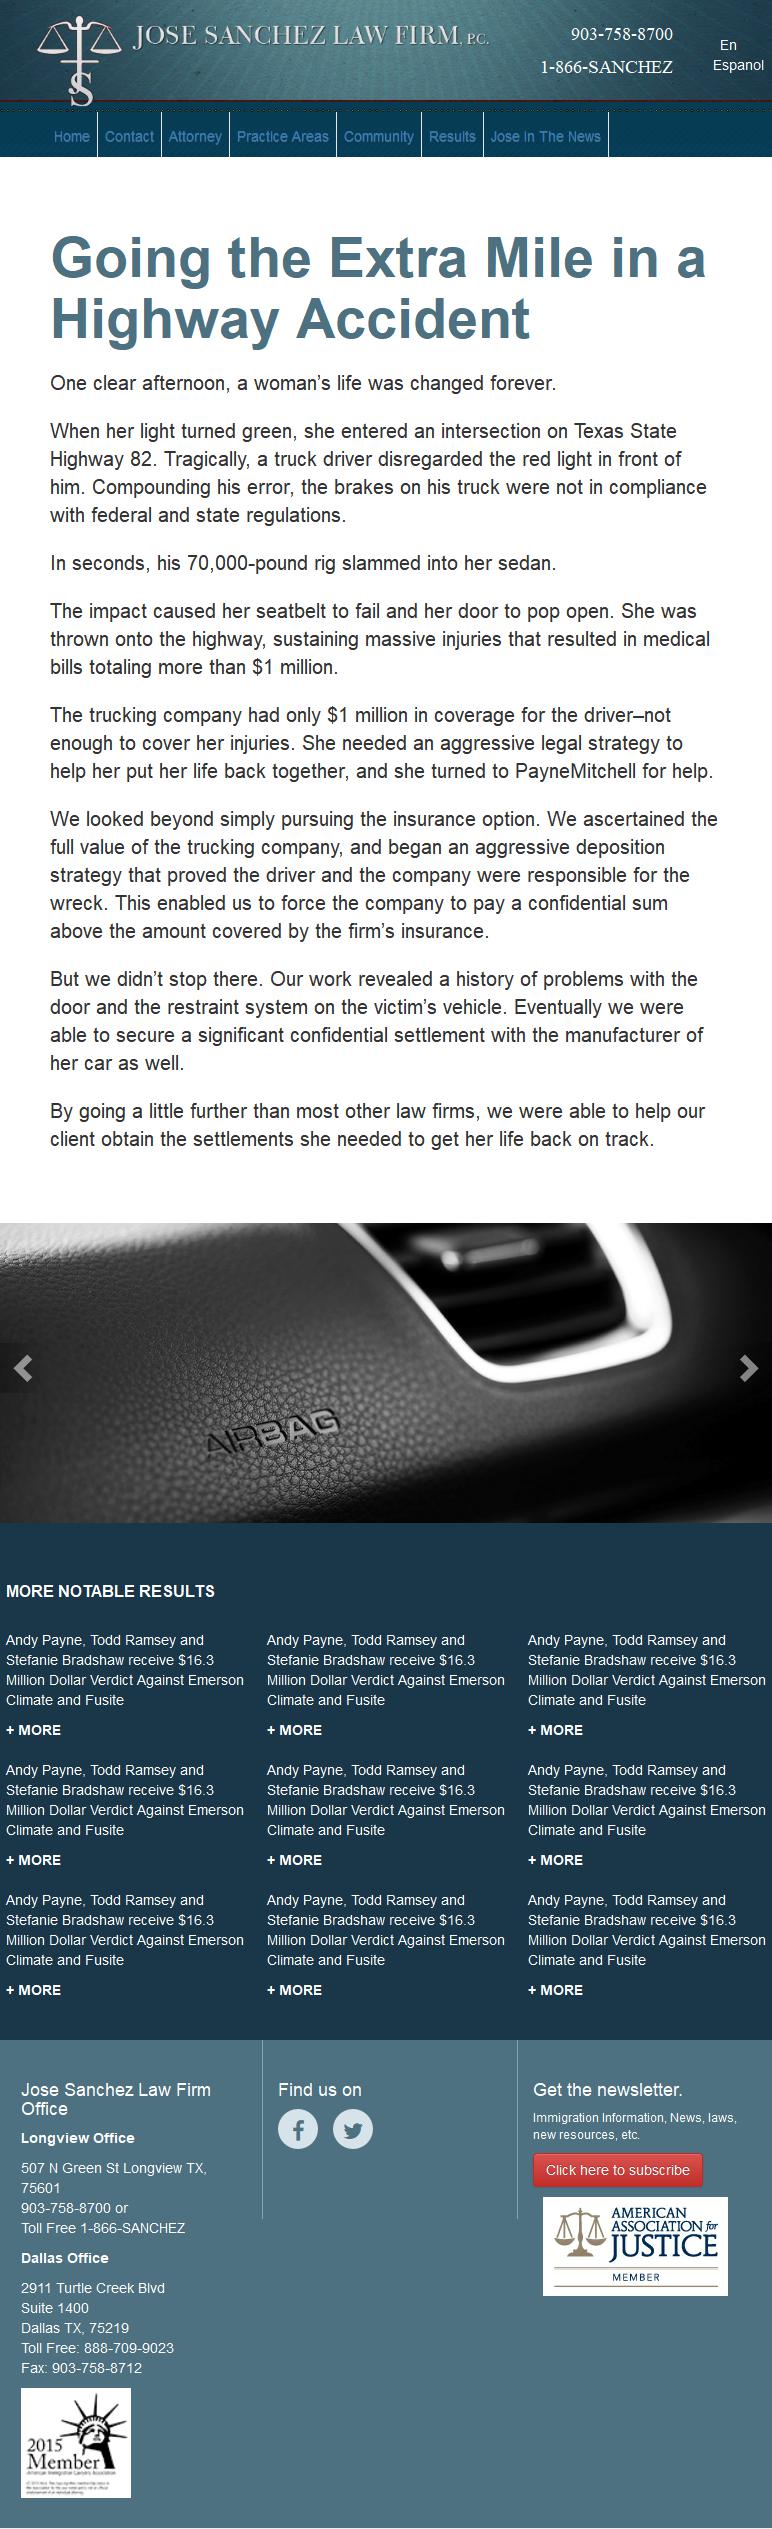 JOSE SANCHEZ LAW FIRM, P.C.
903-758-8700
1-866-SANCHEZ
En
Espanol
Home
Contact
Attorney
Practice Areas
Community
Results
Jose In The News
Going the Extra Mile in a
Highway Accident
One clear afternoon, a woman’s life was changed forever.
When her light turned green, she entered an intersection on Texas State
Highway 82. Tragically, a truck driver disregarded the red light in front of
him. Compounding his error, the brakes on his truck were not in compliance
with federal and state regulations.
In seconds, his 70,000-pound rig slammed into her sedan.
The impact caused her seatbelt to fail and her door to pop open. She was
thrown onto the highway, sustaining massive injuries that resulted in medical
bills totaling more than $1 million.
The trucking company had only $1 million in coverage for the driver–not
enough to cover her injuries. She needed an aggressive legal strategy to
help her put her life back together, and she turned to PayneMitchell for help.
We looked beyond simply pursuing the insurance option. We ascertained the
full value of the trucking company, and began an aggressive deposition
strategy that proved the driver and the company were responsible for the
wreck. This enabled us to force the company to pay a confidential sum
above the amount covered by the firm’s insurance.
But we didn’t stop there. Our work revealed a history of problems with the
door and the restraint system on the victim’s vehicle. Eventually we were
able to secure a significant confidential settlement with the manufacturer of
her car as well.
By going a little further than most other law firms, we were able to help our
client obtain the settlements she needed to get her life back on track.
AIRBAG
MORE NOTABLE RESULTS
Andy Payne, Todd Ramsey and
Stefanie Bradshaw receive $16.3
Million Dollar Verdict Against Emerson
Climate and Fusite
+ MORE
Andy Payne, Todd Ramsey and
Stefanie Bradshaw receive $16.3
Million Dollar Verdict Against Emerson
Climate and Fusite
+ MORE
Andy Payne, Todd Ramsey and
Stefanie Bradshaw receive $16.3
Million Dollar Verdict Against Emerson
Climate and Fusite
+ MORE
Andy Payne, Todd Ramsey and
Stefanie Bradshaw receive $16.3
Million Dollar Verdict Against Emerson
Climate and Fusite
+ MORE
Andy Payne, Todd Ramsey and
Stefanie Bradshaw receive $16.3
Million Dollar Verdict Against Emerson
Climate and Fusite
+ MORE
Andy Payne, Todd Ramsey and
Stefanie Bradshaw receive $16.3
Million Dollar Verdict Against Emerson
Climate and Fusite
+ MORE
Andy Payne, Todd Ramsey and
Stefanie Bradshaw receive $16.3
Million Dollar Verdict Against Emerson
Climate and Fusite
+ MORE
Andy Payne, Todd Ramsey and
Stefanie Bradshaw receive $16.3
Million Dollar Verdict Against Emerson
Climate and Fusite
+ MORE
Andy Payne, Todd Ramsey and
Stefanie Bradshaw receive $16.3
Million Dollar Verdict Against Emerson
Climate and Fusite
+ MORE
Jose Sanchez Law Firm
Office
Longview Office
507 N Green St Longview TX,
75601
903-758-8700 or
Toll Free 1-866-SANCHEZ
Dallas Office
2911 Turtle Creek Blvd
Suite 1400
Dallas TX, 75219
Toll Free: 888-709-9023
Fax: 903-758-8712
2015
Member
American Immigration Lawyers Association
Find us on
Get the newsletter.
Immigration Information, News, laws,
new resources, etc.
Click here to subscribe
AMERICAN
ASSOCIATION for
JUSTICE
MEMBER